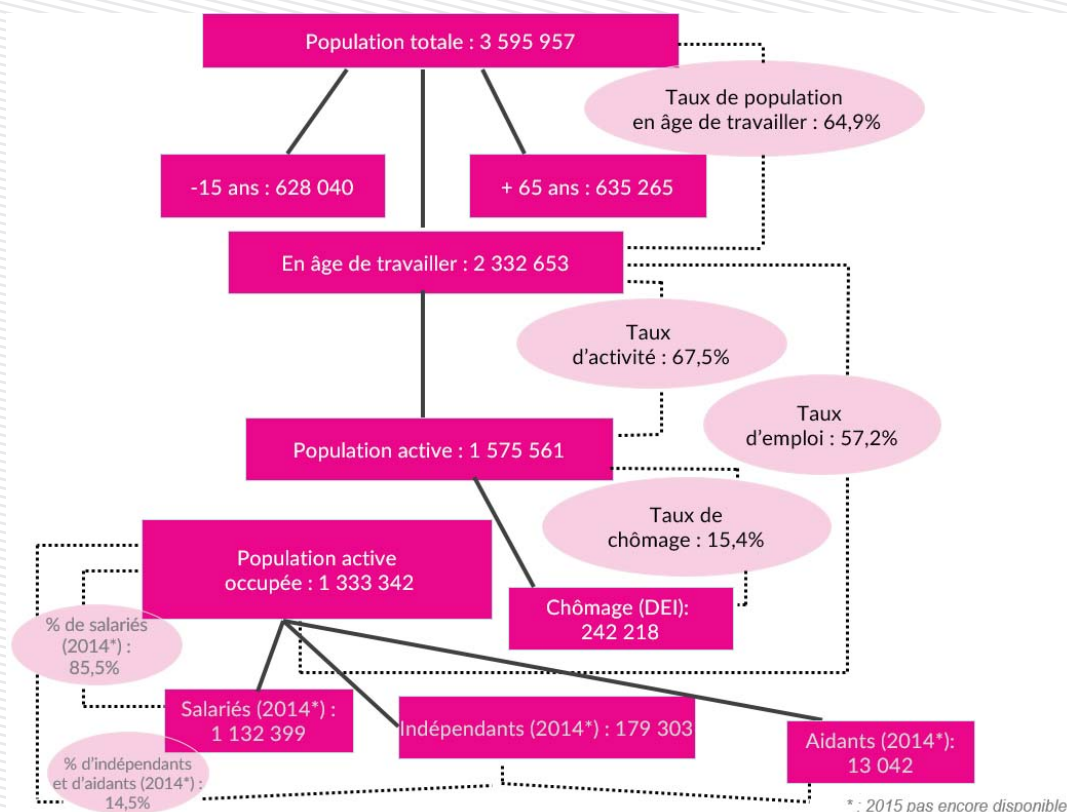 Population totale : 3 595 957
Taux de population
en âge de travailler : 64,9%
-15 ans : 628 040
+ 65 ans : 635 265
En âge de travailler : 2 332 653
Taux
d'activité : 67,5%
Taux
d'emploi : 57,2%
Population active : 1 575 561
Taux de
chômage : 15,4%
Population active
occupée : 1 333 342
Chômage (DEI):
242 218
% de salariés
(2014*) :
85,5%
Salariés (2014*) :
1 132 399
Indépendants (2014*) : 179 303
Aidants (2014*):
13 042
% d'indépendants
et d'aidants (2014*) :
14,5%
* : 2015 pas encore disponible